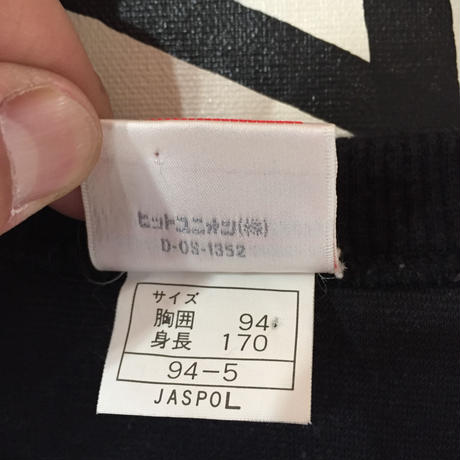 ヒットユニオン(株)
D-OS-1352
サイズ
胸囲 94
身長 170
94-5
JASPOL